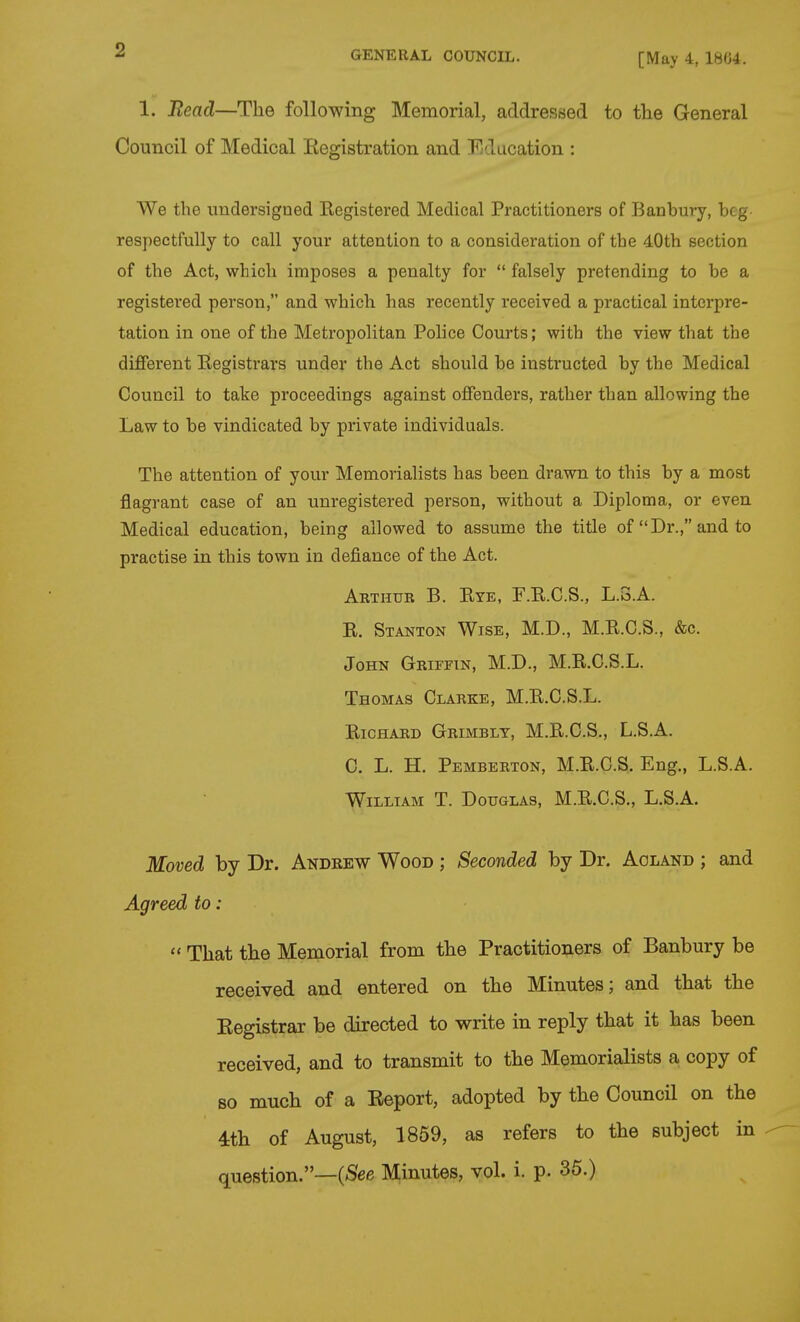 2
GENERAL COUNCIL.
[May 4, 1864.
1. Read—The following Memorial, addressed to the General
Council of Medical Registration and Education :
We the undersigned Registered Medical Practitioners of Banbury, beg
respectfully to call your attention to a consideration of the 40th section
of the Act, which imposes a penalty for “ falsely pretending to be a
registered person,” and which has recently received a practical interpre-
tation in one of the Metropolitan Police Courts; with the view that the
different Registrars under the Act should be instructed by the Medical
Council to take proceedings against offenders, rather than allowing the
Law to be vindicated by private individuals.
The attention of your Memorialists has been drawn to this by a most
flagrant case of an unregistered person, without a Diploma, or even
Medical education, being allowed to assume the title of “Dr.,” and to
practise in this town in defiance of the Act.
ARTHUR B. RYE, F.R.C.S., L.S.A.
R. STANTON WISE, M.D., M.R.C.S., &c.
JOHN GRIFFIN, M.D., M.R.C.S.L.
THOMAS CLARKE, M.R.C.S.L.
RICHARD GRIMBLY, M.R.C.S., L.S.A.
C. L. H. PEMBERTON, M.R.C.S. Eng., L.S.A.
WILLIAM T. DOUGLAS, M.R.C.S., L.S.A.
Moved by Dr. ANDREW WOOD ; Seconded by Dr. ACLAND ; and
Agreed to :
“ That the Memorial from the Practitioners of Banbury be
received and entered on the Minutes; and that the
Registrar be directed to write in reply that it has been
received, and to transmit to the Memorialists a copy of
so much of a Report, adopted by the Council on the
4th of August, 1859, as refers to the subject in
question.”—(See Minutes, vol. i. p. 35.)